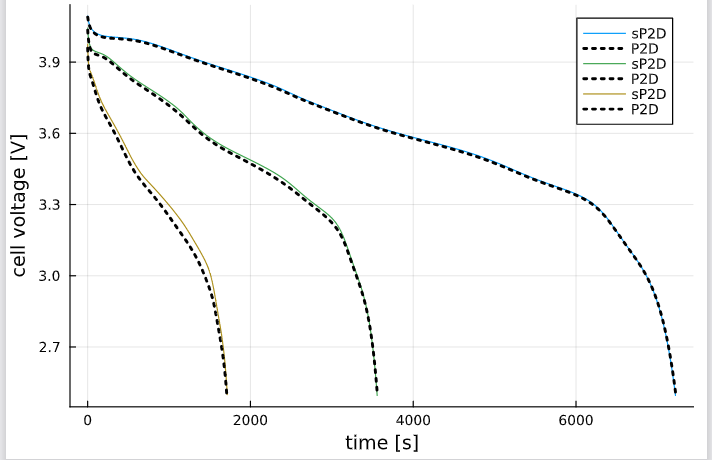 sP2D
P2D
sP2D
P2D
sP2D
P2D
3.9
3.6
3.3
3.0
2.7
cell voltage [V]
0
2000
4000
6000
time [s]